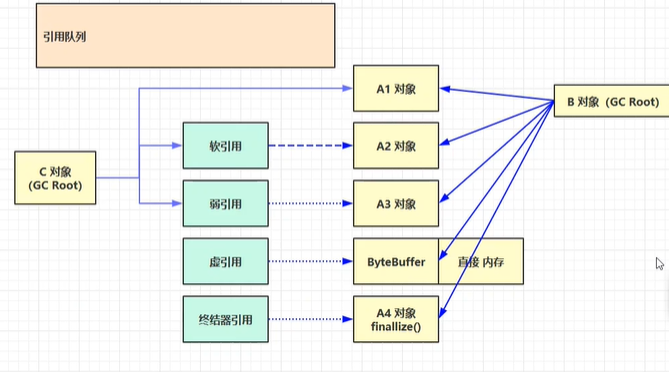 引用队列
A1 对象
B 对象 (GC Root)
软引用
A2 对象
C 对象
(GC Root)
弱引用
A3 对象
虚引用
ByteBuffer
直接 内存
终结器引用
A4 对象
finallize()